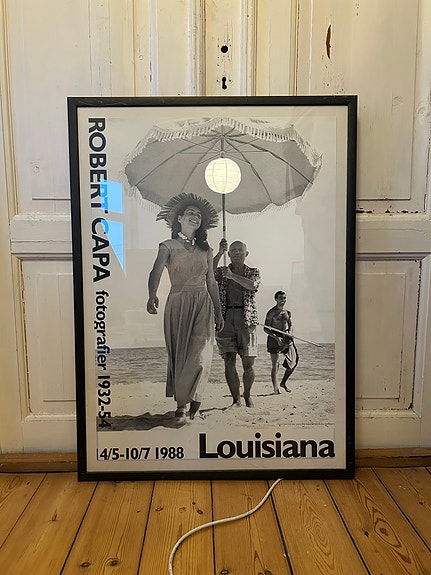 ROBERT CAPA fotografier 1932-54
14/5-10/7 1988
Louisiana